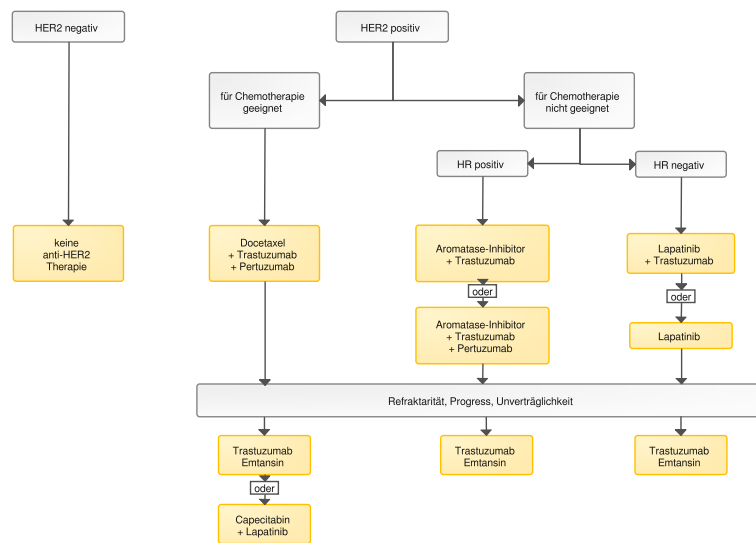 HER2 negativ
HER2 positiv
für Chemotherapie
geeignet
für Chemotherapie
nicht geeignet
HR positiv
HR negativ
keine
anti-HER2
Therapie
Docetaxel
+ Trastuzumab
+ Pertuzumab
Aromatase-Inhibitor
+ Trastuzumab
oder
Aromatase-Inhibitor
+ Trastuzumab
+ Pertuzumab
Lapatinib
+ Trastuzumab
oder
Lapatinib
Refraktarität, Progress, Unverträglichkeit
Trastuzumab
Emtansin
oder
Capecitabin
+ Lapatinib
Trastuzumab
Emtansin
Trastuzumab
Emtansin